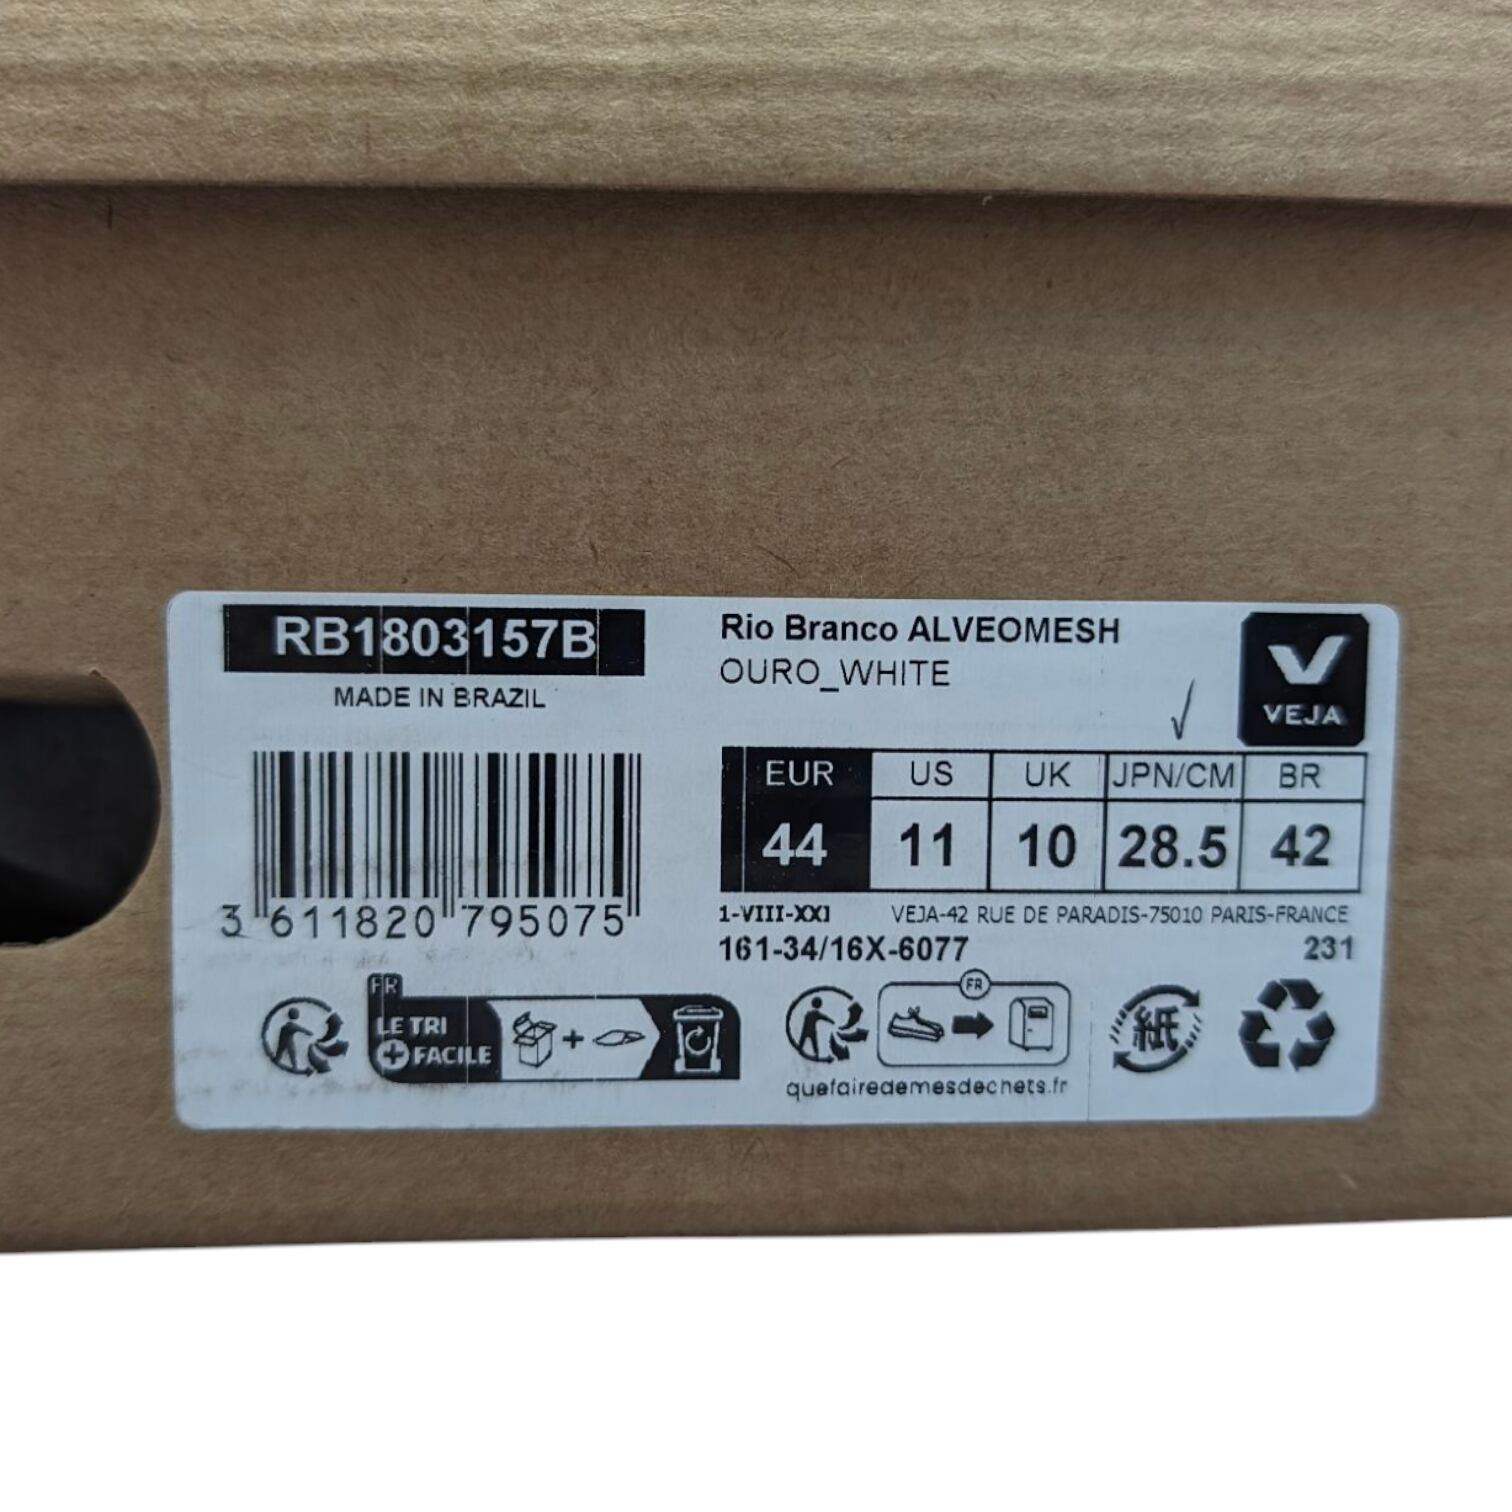 RB1803157B
MADE IN BRAZIL
3 611820 795075
Rio Branco ALVEOMESH
OURO_WHITE
VEJA
EUR US UK JPN/CM BR
44 11 10 28.5 42
1-VIII-XXI VEJA-42 RUE DE PARADIS-75010 PARIS-FRANCE
161-34/16X-6077 231
FR
LE TRI
+ FACILE
+
FR
quefairedemesdechets.fr
紙